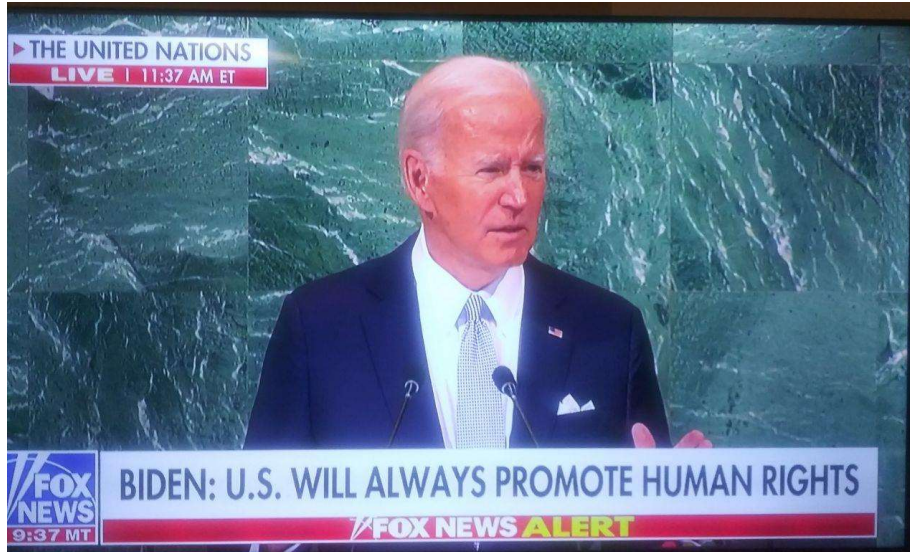 THE UNITED NATIONS
LIVE | 11:37 AM ET
BIDEN: U.S. WILL ALWAYS PROMOTE HUMAN RIGHTS
FOX NEWS ALERT
FOX
NEWS
9:37 MT